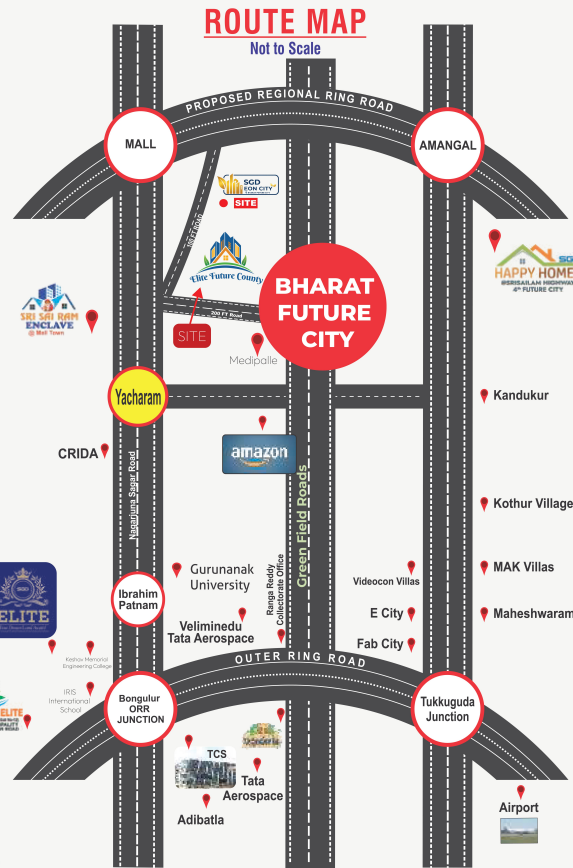 ROUTE MAP
Not to Scale
PROPOSED REGIONAL RING ROAD
MALL
AMANGAL
SGD
EON CITY
SITE
Elite Future County
200 FT Road
SITE
BHARAT
FUTURE
CITY
Medipalle
SG
HAPPY HOME
@SRISAILAM HIGHWAY
4th FUTURE CITY
SRI SAI RAM
ENCLAVE
@ Mall Town
Yacharam
Kandukur
amazon
CRIDA
Nagarjuna Sagar Road
Green Field Roads
Kothur Village
Gurunanak
University
Ranga Reddy
Collectorate Office
Videocon Villas
MAK Villas
ELITE
Ibrahim
Patnam
Veliminedu
Tata Aerospace
E City
Maheshwaram
Fab City
Keshav Memorial
Engineering College
OUTER RING ROAD
IRIS
International
School
ELITE
Bongulur
ORR
JUNCTION
Tukkuguda
Junction
TCS
Tata
Aerospace
Adibatla
Airport